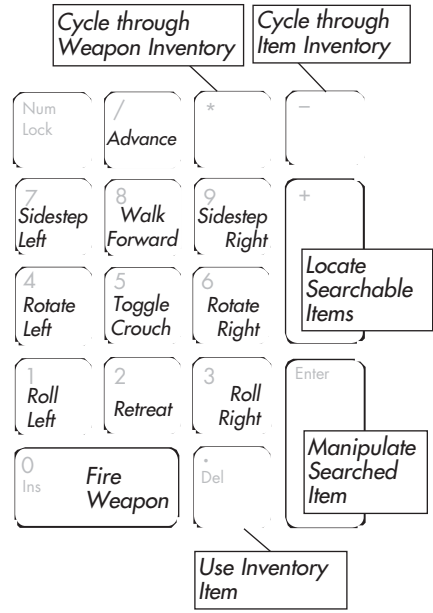 Cycle through
Weapon Inventory
Cycle through
Item Inventory
Num
Lock
/
Advance
*
–
7
Sidestep
Left
8
Walk
Forward
9
Sidestep
Right
+
Locate
Searchable
Items
4
Rotate
Left
5
Toggle
Crouch
6
Rotate
Right
1
Roll
Left
2
Retreat
3
Roll
Right
Enter
Manipulate
Searched
Item
0
Ins
Fire
Weapon
.
Del
Use Inventory
Item